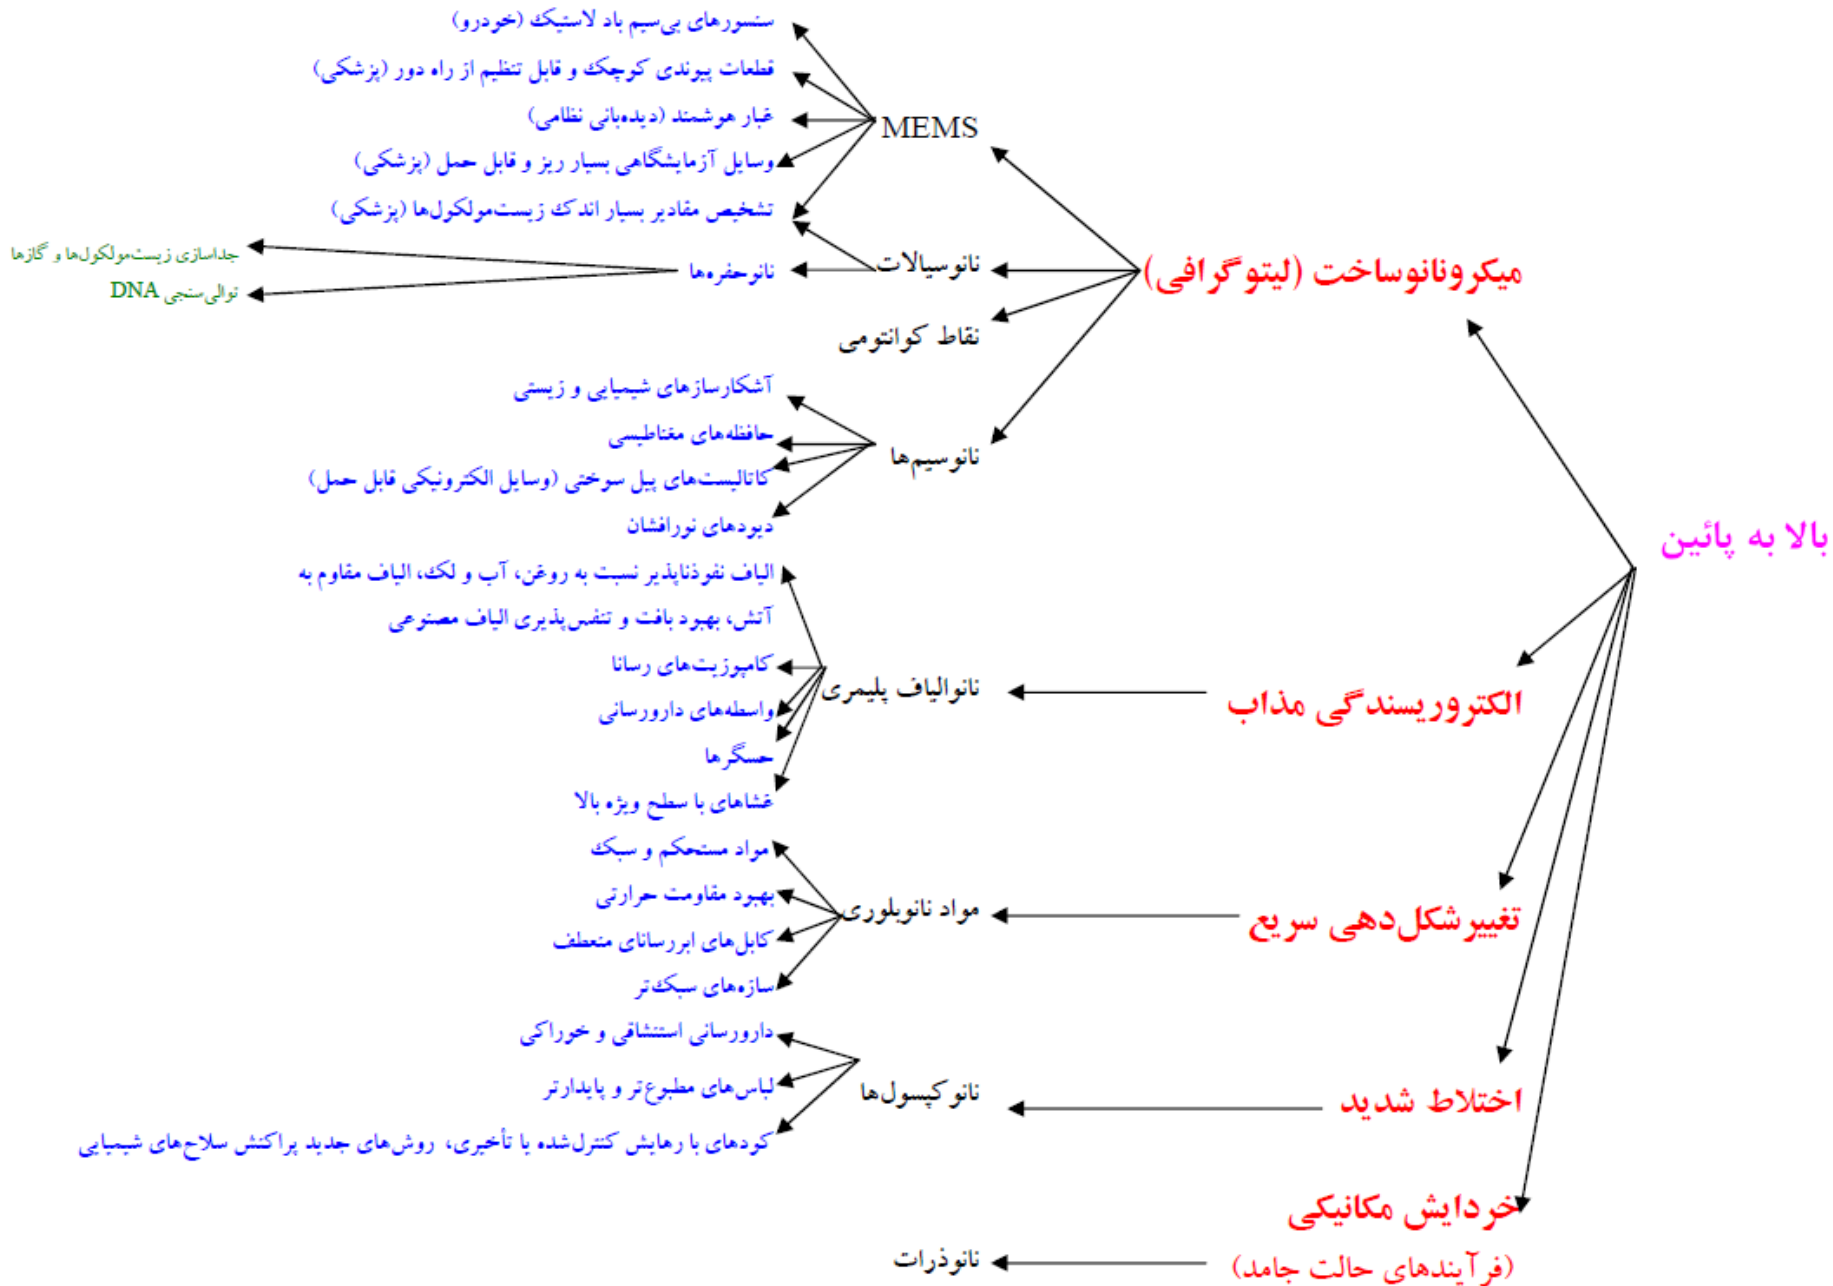 بالا به پائین
میکرونانوساخت (لیتوگرافی)
MEMS
سنسورهای بی‌سیم باد لاستیک (خودرو)
قطعات پیوندی کوچک و قابل تنظیم از راه دور (پزشکی)
غبار هوشمند (دیده‌بانی نظامی)
وسایل آزمایشگاهی بسیار ریز و قابل حمل (پزشکی)
تشخیص مقادیر بسیار اندک زیست‌مولکول‌ها (پزشکی)
نانوسیالات
نانوحفره‌ها
جداسازی زیست‌مولکول‌ها و گازها
توالی‌سنجی DNA
نقاط کوانتومی
نانوسیم‌ها
آشکارسازهای شیمیایی و زیستی
حافظه‌های مغناطیسی
کاتالیست‌های پیل سوختی (وسایل الکترونیکی قابل حمل)
دیودهای نورافشان
الکتروریسندگی مذاب
نانوالیاف پلیمری
الیاف نفوذناپذیر نسبت به روغن، آب و لک، الیاف مقاوم به
آتش، بهبود بافت و تنفس‌پذیری الیاف مصنوعی
کامپوزیت‌های رسانا
واسطه‌های دارورسانی
حسگرها
غشاهای با سطح ویژه بالا
تغییرشکل‌دهی سریع
مواد نانوبلوری
مواد مستحکم و سبک
بهبود مقاومت حرارتی
کابل‌های ابررسانای منعطف
سازه‌های سبک‌تر
اختلاط شدید
نانوکپسول‌ها
دارورسانی استنشاقی و خوراکی
لباس‌های مطبوع‌تر و پایدارتر
کودهای با رهایش کنترل‌شده یا تأخیری، روش‌های جدید پراکنش سلاح‌های شیمیایی
خردایش مکانیکی
(فرآیندهای حالت جامد)
نانوذرات